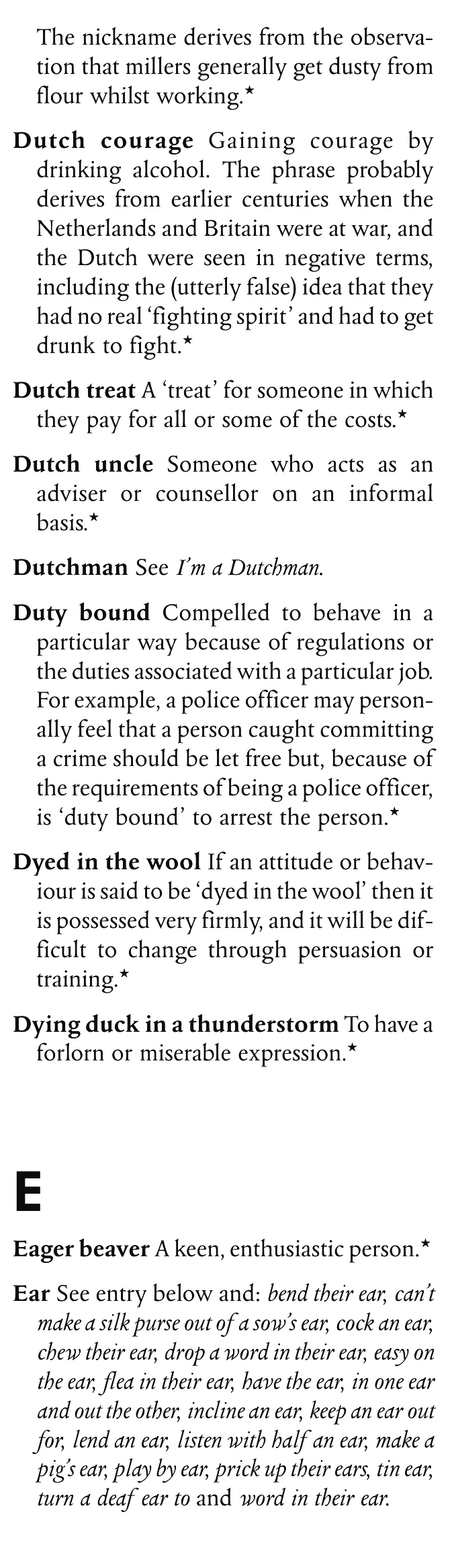 The nickname derives from the observa-
tion that millers generally get dusty from
flour whilst working.★
Dutch courage Gaining courage by
drinking alcohol. The phrase probably
derives from earlier centuries when the
Netherlands and Britain were at war, and
the Dutch were seen in negative terms,
including the (utterly false) idea that they
had no real ‘fighting spirit’ and had to get
drunk to fight.★
Dutch treat A ‘treat’ for someone in which
they pay for all or some of the costs.★
Dutch uncle Someone who acts as an
adviser or counsellor on an informal
basis.★
Dutchman See I’m a Dutchman.
Duty bound Compelled to behave in a
particular way because of regulations or
the duties associated with a particular job.
For example, a police officer may person-
ally feel that a person caught committing
a crime should be let free but, because of
the requirements of being a police officer,
is ‘duty bound’ to arrest the person.★
Dyed in the wool If an attitude or behav-
iour is said to be ‘dyed in the wool’ then it
is possessed very firmly, and it will be dif-
ficult to change through persuasion or
training.★
Dying duck in a thunderstorm To have a
forlorn or miserable expression.★
E
Eager beaver A keen, enthusiastic person.★
Ear See entry below and: bend their ear, can’t
make a silk purse out of a sow’s ear, cock an ear,
chew their ear, drop a word in their ear, easy on
the ear, flea in their ear, have the ear, in one ear
and out the other, incline an ear, keep an ear out
for, lend an ear, listen with half an ear, make a
pig’s ear, play by ear, prick up their ears, tin ear,
turn a deaf ear to and word in their ear.